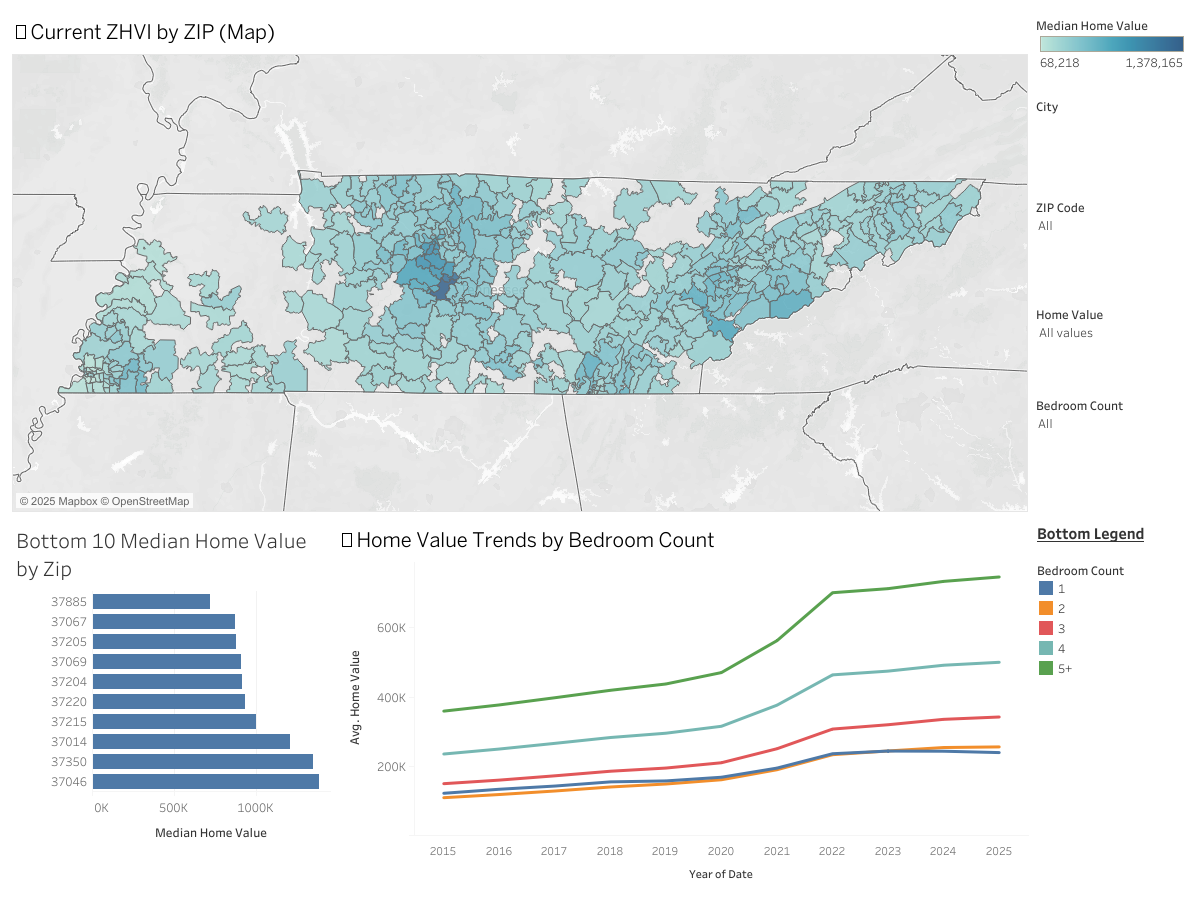 Current ZHVI by ZIP (Map)
© 2025 Mapbox © OpenStreetMap
Median Home Value
68,218 1,378,165
City
ZIP Code
All
Home Value
All values
Bedroom Count
All
Bottom 10 Median Home Value
by Zip
37885
37067
37205
37069
37204
37220
37215
37014
37350
37046
0K 500K 1000K
Median Home Value
Home Value Trends by Bedroom Count
Avg. Home Value
600K
400K
200K
2015 2016 2017 2018 2019 2020 2021 2022 2023 2024 2025
Year of Date
Bottom Legend
Bedroom Count
1
2
3
4
5+